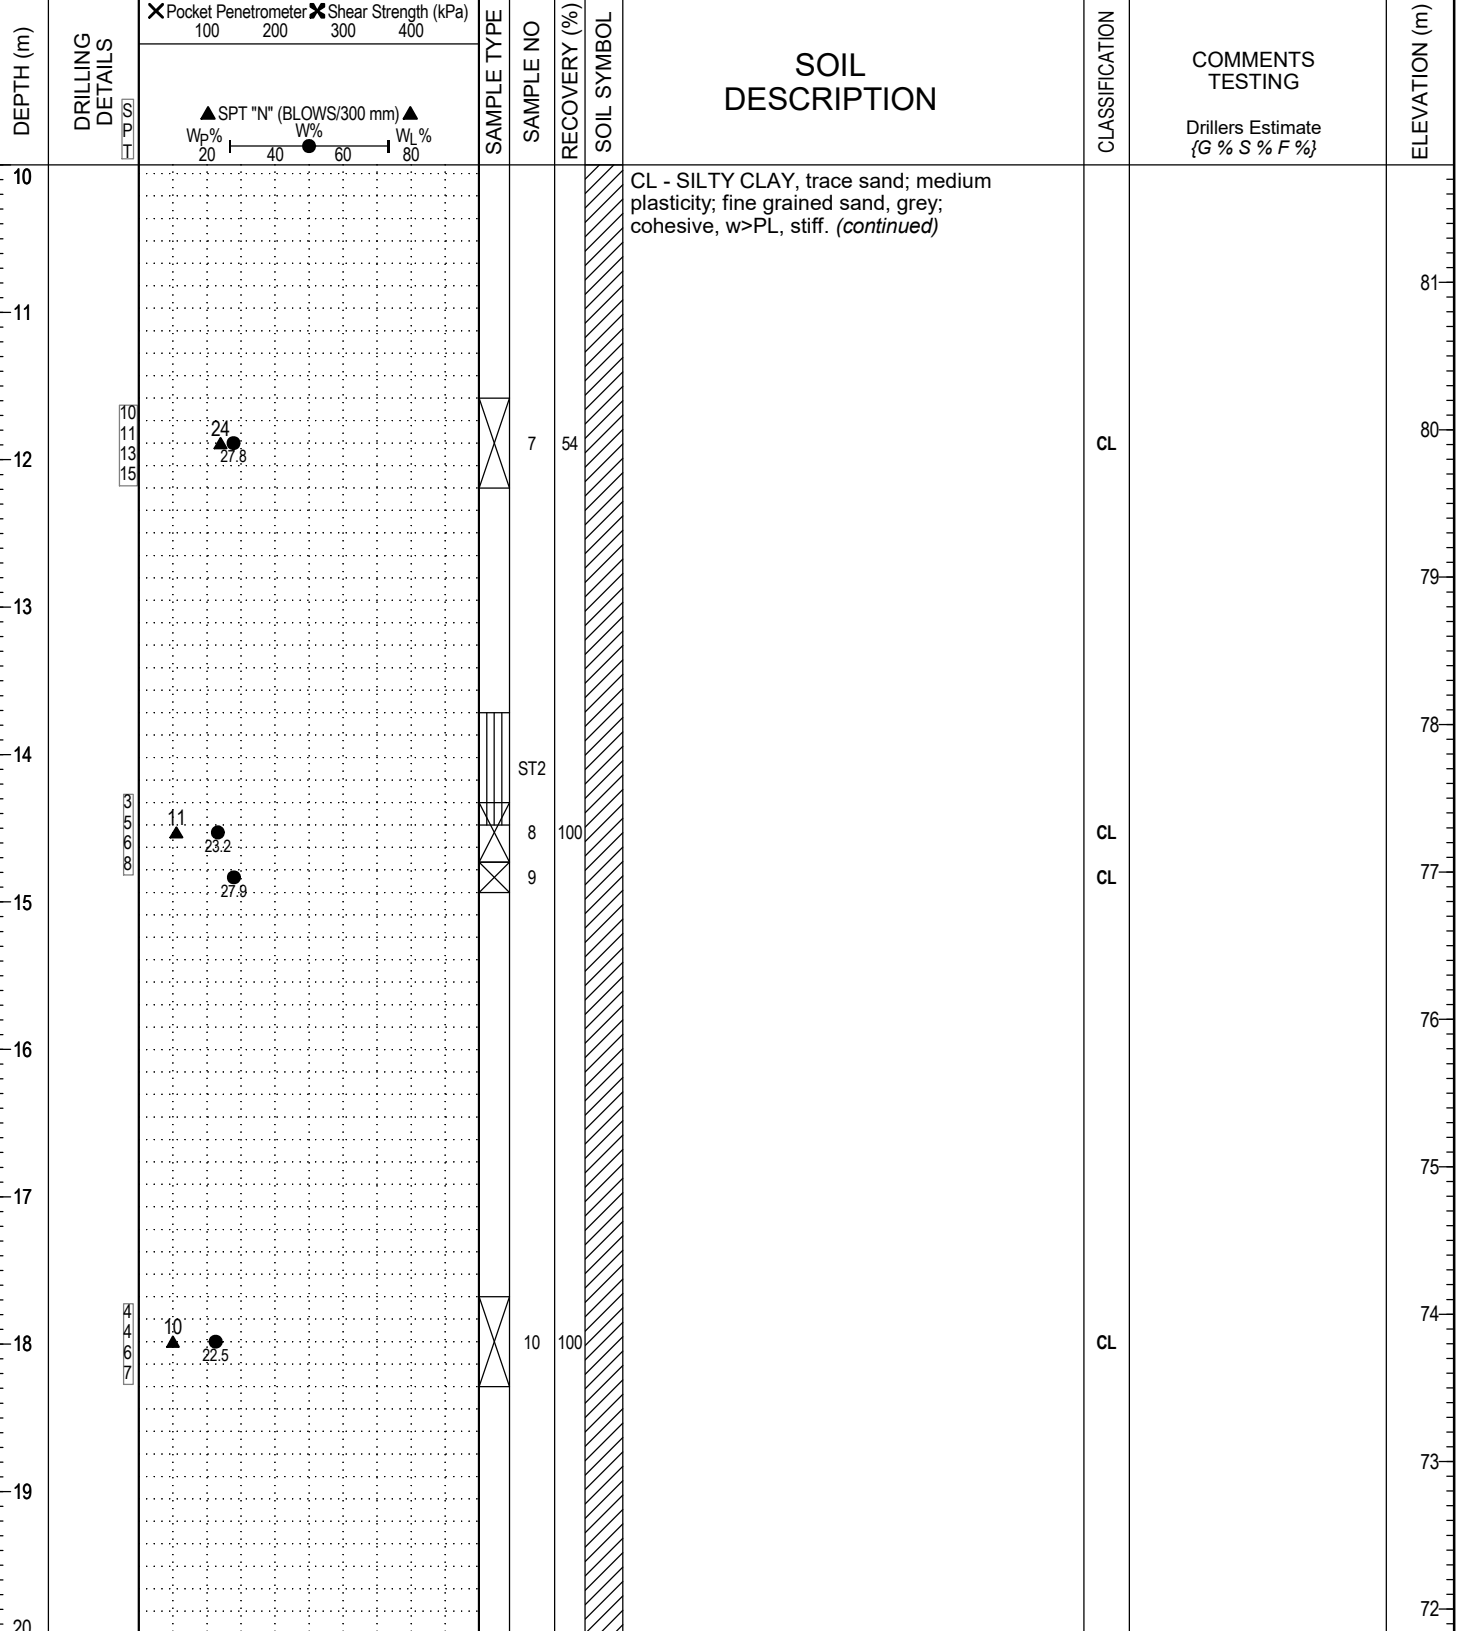 Pocket Penetrometer Shear Strength (kPa)
100 200 300 400
DEPTH (m)
DRILLING
DETAILS
S
P
T
▲ SPT "N" (BLOWS/300 mm) ▲
WP% W% WL%
20 40 60 80
SAMPLE TYPE
SAMPLE NO
RECOVERY (%)
SOIL SYMBOL
SOIL
DESCRIPTION
CLASSIFICATION
COMMENTS
TESTING
Drillers Estimate
{G % S % F %}
ELEVATION (m)
10
CL - SILTY CLAY, trace sand; medium
plasticity; fine grained sand, grey;
cohesive, w>PL, stiff. (continued)
81
11
10
11
13
15
24
27.8
7 54 CL
80
12
79
13
78
14
ST2
3
5
6
8
11
23.2
8 100 CL
27.9
9 CL
77
15
76
16
75
17
74
4
4
6
7
10
22.5
10 100 CL
18
73
19
72
20